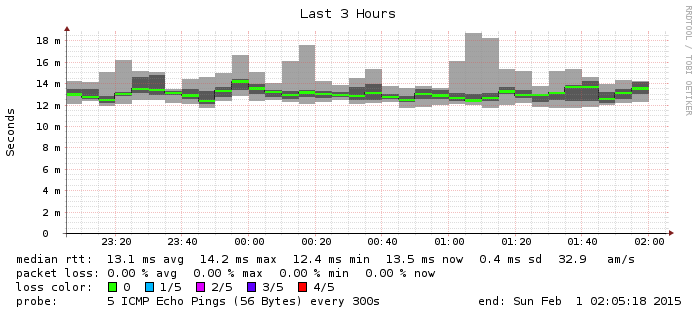 Last 3 Hours
RRDTOOL / TOBI OETIKER
Seconds
18 m
16 m
14 m
12 m
10 m
8 m
6 m
4 m
2 m
0
23:20 23:40 00:00 00:20 00:40 01:00 01:20 01:40 02:00
median rtt: 13.1 ms avg 14.2 ms max 12.4 ms min 13.5 ms now 0.4 ms sd 32.9 am/s
packet loss: 0.00 % avg 0.00 % max 0.00 % min 0.00 % now
loss color: 0 1/5 2/5 3/5 4/5
probe: 5 ICMP Echo Pings (56 Bytes) every 300s end: Sun Feb 1 02:05:18 2015